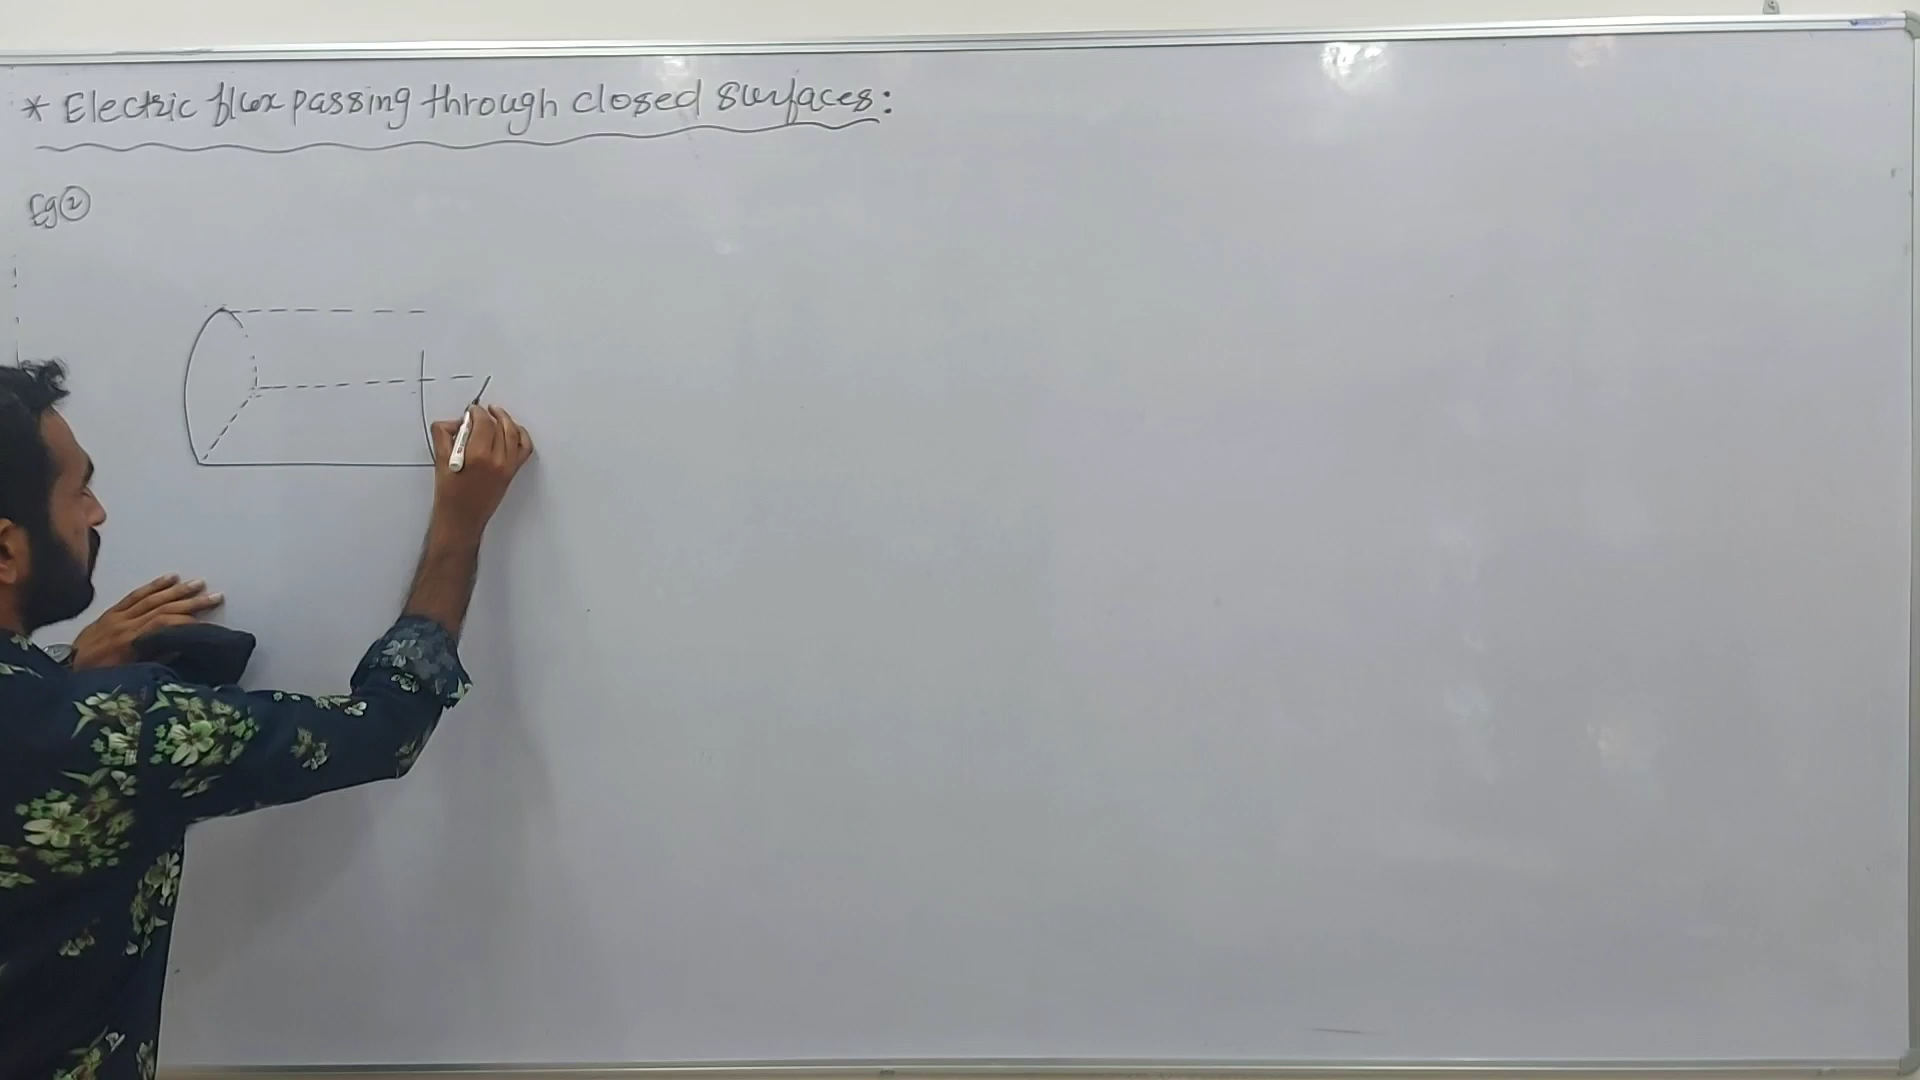 * Electric flux passing through closed surfaces:
Eg②